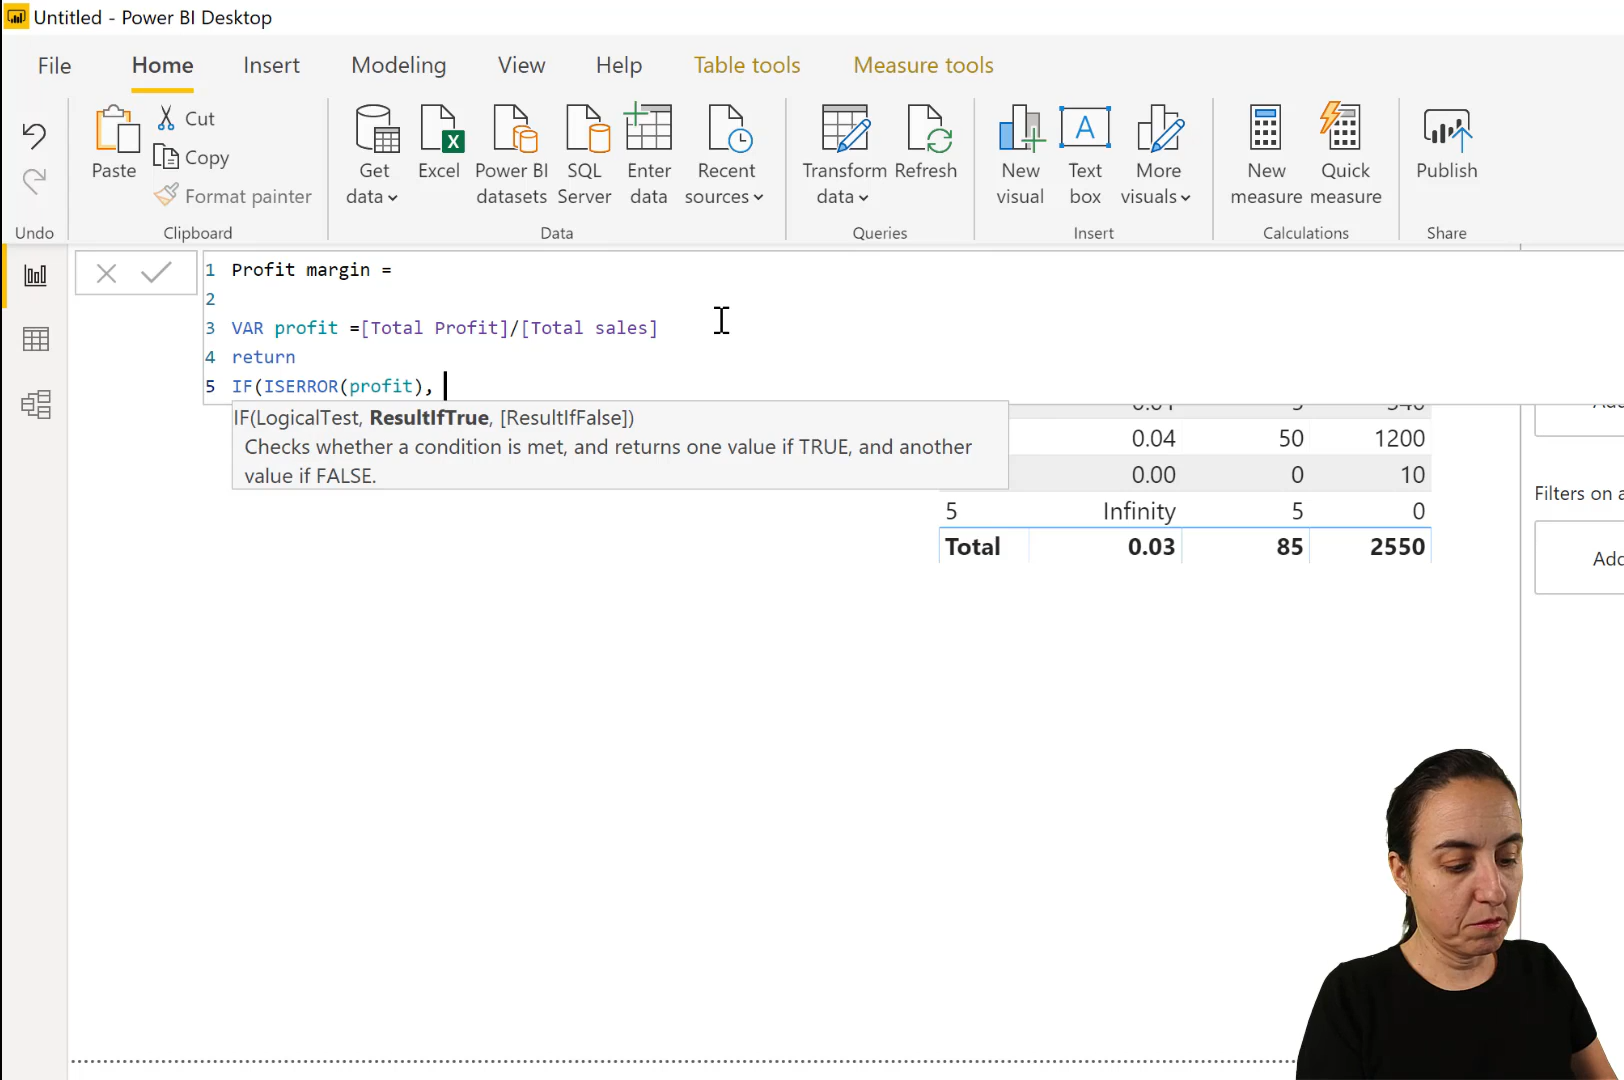 Untitled - Power BI Desktop
File Home Insert Modeling View Help Table tools Measure tools
Paste
Cut
Copy
Format painter
Get data
Excel
Power BI datasets
SQL Server
Enter data
Recent sources
Transform data
Refresh
New visual
Text box
More visuals
New measure
Quick measure
Publish
Undo Clipboard Data Queries Insert Calculations Share
1 Profit margin =
2
3 VAR profit =[Total Profit]/[Total sales]
4 return
5 IF(ISERROR(profit),
IF(LogicalTest, ResultIfTrue, [ResultIfFalse])
Checks whether a condition is met, and returns one value if TRUE, and another
value if FALSE.
0.04 50 1200
0.00 0 10
5 Infinity 5 0
Total 0.03 85 2550
Filters on